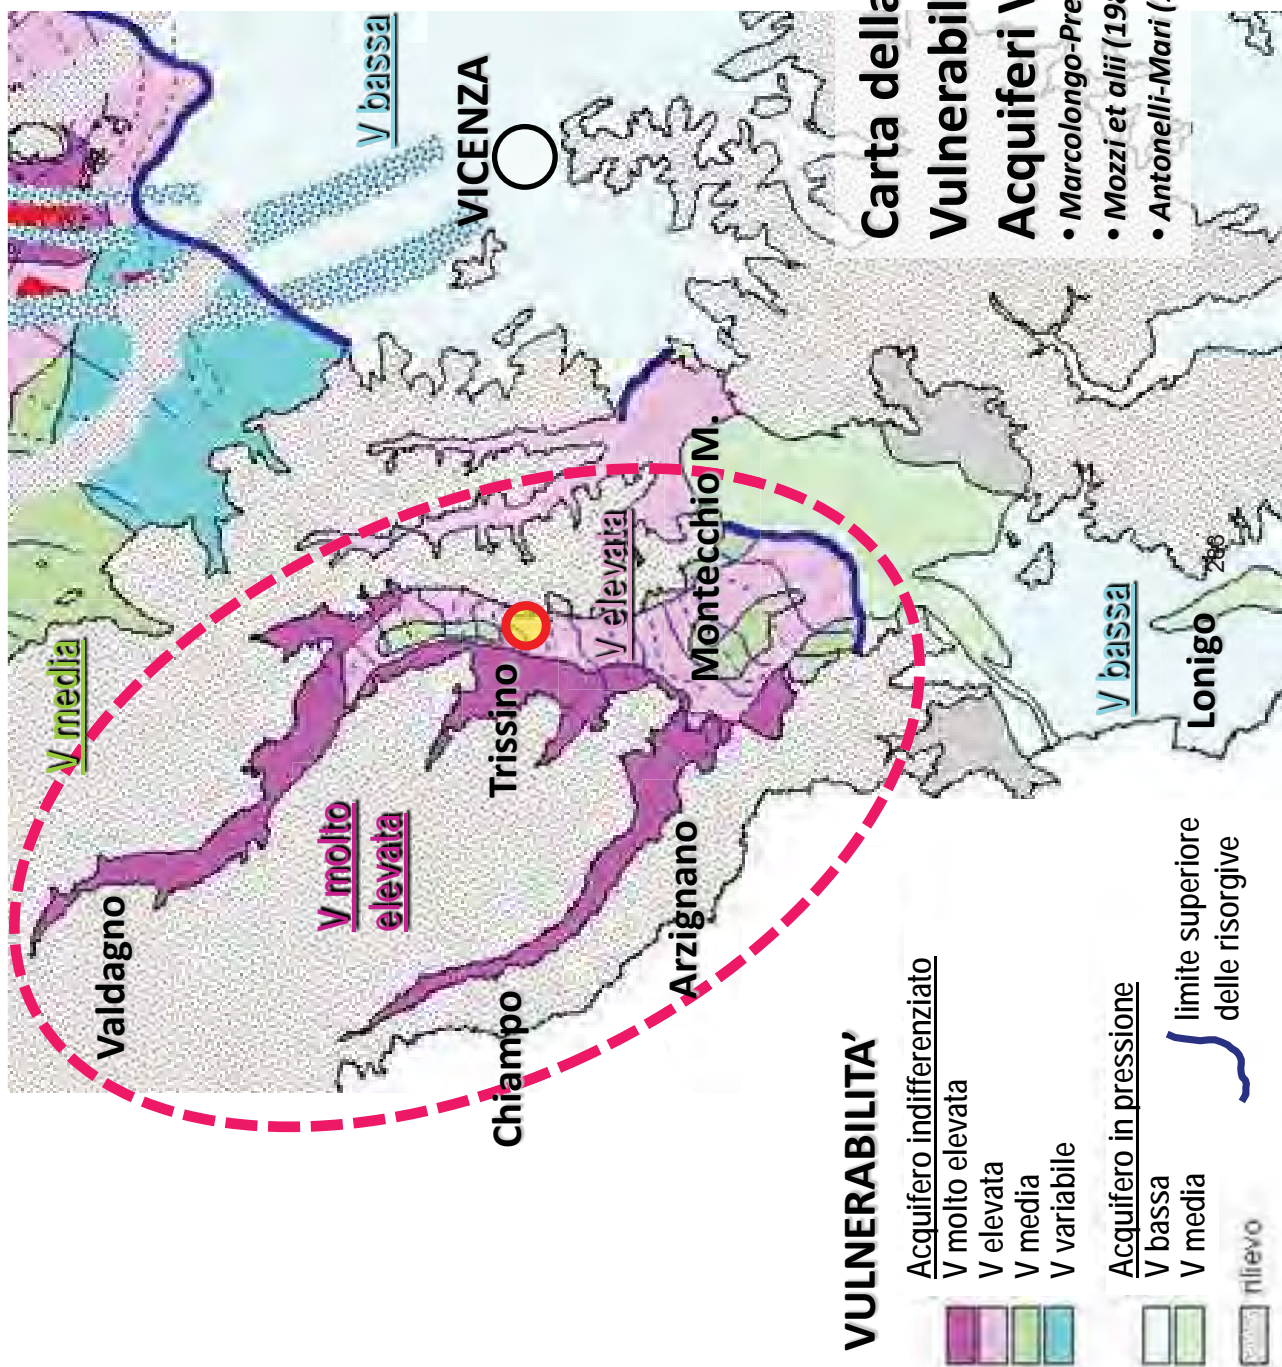 Carta della
Vulnerabil
Acquiferi V
• Marcolongo-Pre
• Mozzi et alii (198
• Antonelli-Mari (
V bassa
VICENZA
V media
Valdagno
V molto
elevata
Trissino
V elevata
Montecchio M.
Chiampo
Arzignano
V bassa
Lonigo
VULNERABILITA’
Acquifero indifferenziato
V molto elevata
V elevata
V media
V variabile
Acquifero in pressione
V bassa
V media
limite superiore
delle risorgive
rilievo